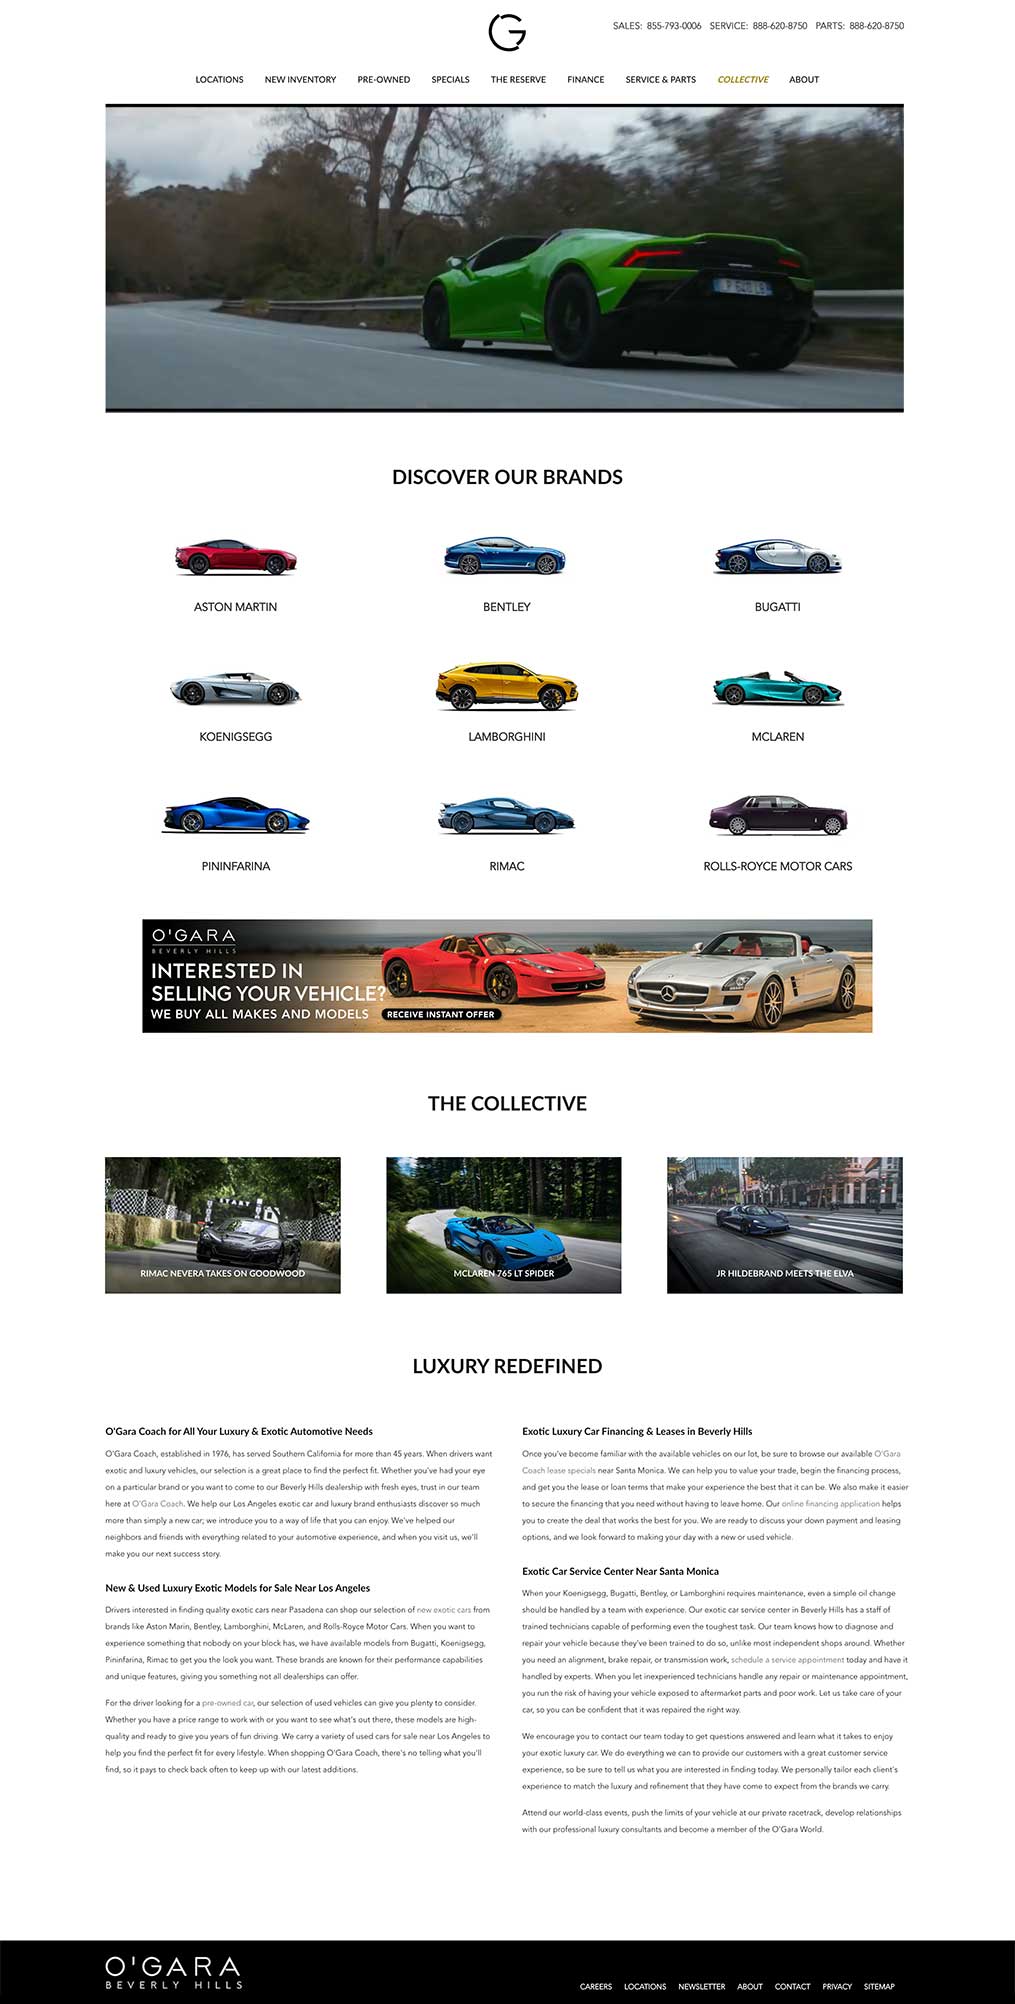 G
SALES: 855-793-0006 SERVICE: 888-620-8750 PARTS: 888-620-8750
LOCATIONS NEW INVENTORY PRE-OWNED SPECIALS THE RESERVE FINANCE SERVICE & PARTS COLLECTIVE ABOUT
DISCOVER OUR BRANDS
ASTON MARTIN
BENTLEY
BUGATTI
KOENIGSEGG
LAMBORGHINI
MCLAREN
PININFARINA
RIMAC
ROLLS-ROYCE MOTOR CARS
O'GARA
BEVERLY HILLS
INTERESTED IN
SELLING YOUR VEHICLE?
WE BUY ALL MAKES AND MODELS RECEIVE INSTANT OFFER
THE COLLECTIVE
START
RIMAC NEVERA TAKES ON GOODWOOD
MCLAREN 765 LT SPIDER
JR HILDEBRAND MEETS THE ELVA
LUXURY REDEFINED
O'Gara Coach for All Your Luxury & Exotic Automotive Needs
O'Gara Coach, established in 1976, has served Southern California for more than 45 years. When drivers want
exotic and luxury vehicles, our selection is a great place to find the perfect fit. Whether you've had your eye
on a particular brand or you want to come to our Beverly Hills dealership with fresh eyes, trust in our team
here at O'Gara Coach. We help our Los Angeles exotic car and luxury brand enthusiasts discover so much
more than simply a new car; we introduce you to a way of life that you can enjoy. We've helped our
neighbors and friends with everything related to your automotive experience, and when you visit us, we'll
make you our next success story.
New & Used Luxury Exotic Models for Sale Near Los Angeles
Drivers interested in finding quality exotic cars near Pasadena can shop our selection of new exotic cars from
brands like Aston Marin, Bentley, Lamborghini, McLaren, and Rolls-Royce Motor Cars. When you want to
experience something that nobody on your block has, we have available models from Bugatti, Koenigsegg,
Pininfarina, Rimac to get you the look you want. These brands are known for their performance capabilities
and unique features, giving you something not all dealerships can offer.
For the driver looking for a pre-owned car, our selection of used vehicles can give you plenty to consider.
Whether you have a price range to work with or you want to see what's out there, these models are high-
quality and ready to give you years of fun driving. We carry a variety of used cars for sale near Los Angeles to
help you find the perfect fit for every lifestyle. When shopping O'Gara Coach, there's no telling what you'll
find, so it pays to check back often to keep up with our latest additions.
Exotic Luxury Car Financing & Leases in Beverly Hills
Once you've become familiar with the available vehicles on our lot, be sure to browse our available O'Gara
Coach lease specials near Santa Monica. We can help you to value your trade, begin the financing process,
and get you the lease or loan terms that make your experience the best that it can be. We also make it easier
to secure the financing that you need without having to leave home. Our online financing application helps
you to create the deal that works the best for you. We are ready to discuss your down payment and leasing
options, and we look forward to making your day with a new or used vehicle.
Exotic Car Service Center Near Santa Monica
When your Koenigsegg, Bugatti, Bentley, or Lamborghini requires maintenance, even a simple oil change
should be handled by a team with experience. Our exotic car service center in Beverly Hills has a staff of
trained technicians capable of performing even the toughest task. Our team knows how to diagnose and
repair your vehicle because they've been trained to do so, unlike most independent shops around. Whether
you need an alignment, brake repair, or transmission work, schedule a service appointment today and have it
handled by experts. When you let inexperienced technicians handle any repair or maintenance appointment,
you run the risk of having your vehicle exposed to aftermarket parts and poor work. Let us take care of your
car, so you can be confident that it was repaired the right way.
We encourage you to contact our team today to get questions answered and learn what it takes to enjoy
your exotic luxury car. We do everything we can to provide our customers with a great customer service
experience, so be sure to tell us what you are interested in finding today. We personally tailor each client's
experience to match the luxury and refinement that they have come to expect from the brands we carry.
Attend our world-class events, push the limits of your vehicle at our private racetrack, develop relationships
with our professional luxury consultants and become a member of the O'Gara World.
O'GARA
BEVERLY HILLS
CAREERS LOCATIONS NEWSLETTER ABOUT CONTACT PRIVACY SITEMAP